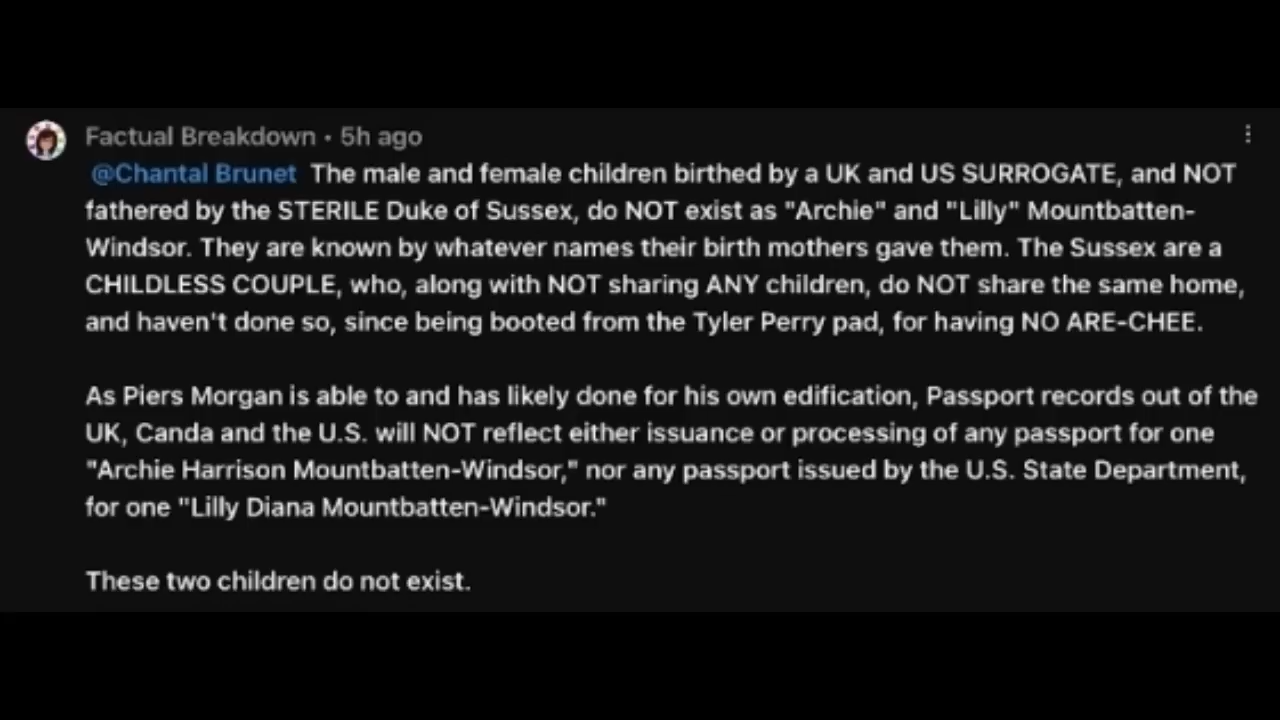 Factual Breakdown • 5h ago
@Chantal Brunet The male and female children birthed by a UK and US SURROGATE, and NOT
fathered by the STERILE Duke of Sussex, do NOT exist as "Archie" and "Lilly" Mountbatten-
Windsor. They are known by whatever names their birth mothers gave them. The Sussex are a
CHILDLESS COUPLE, who, along with NOT sharing ANY children, do NOT share the same home,
and haven't done so, since being booted from the Tyler Perry pad, for having NO ARE-CHEE.
As Piers Morgan is able to and has likely done for his own edification, Passport records out of the
UK, Canda and the U.S. will NOT reflect either issuance or processing of any passport for one
"Archie Harrison Mountbatten-Windsor," nor any passport issued by the U.S. State Department,
for one "Lilly Diana Mountbatten-Windsor."
These two children do not exist.